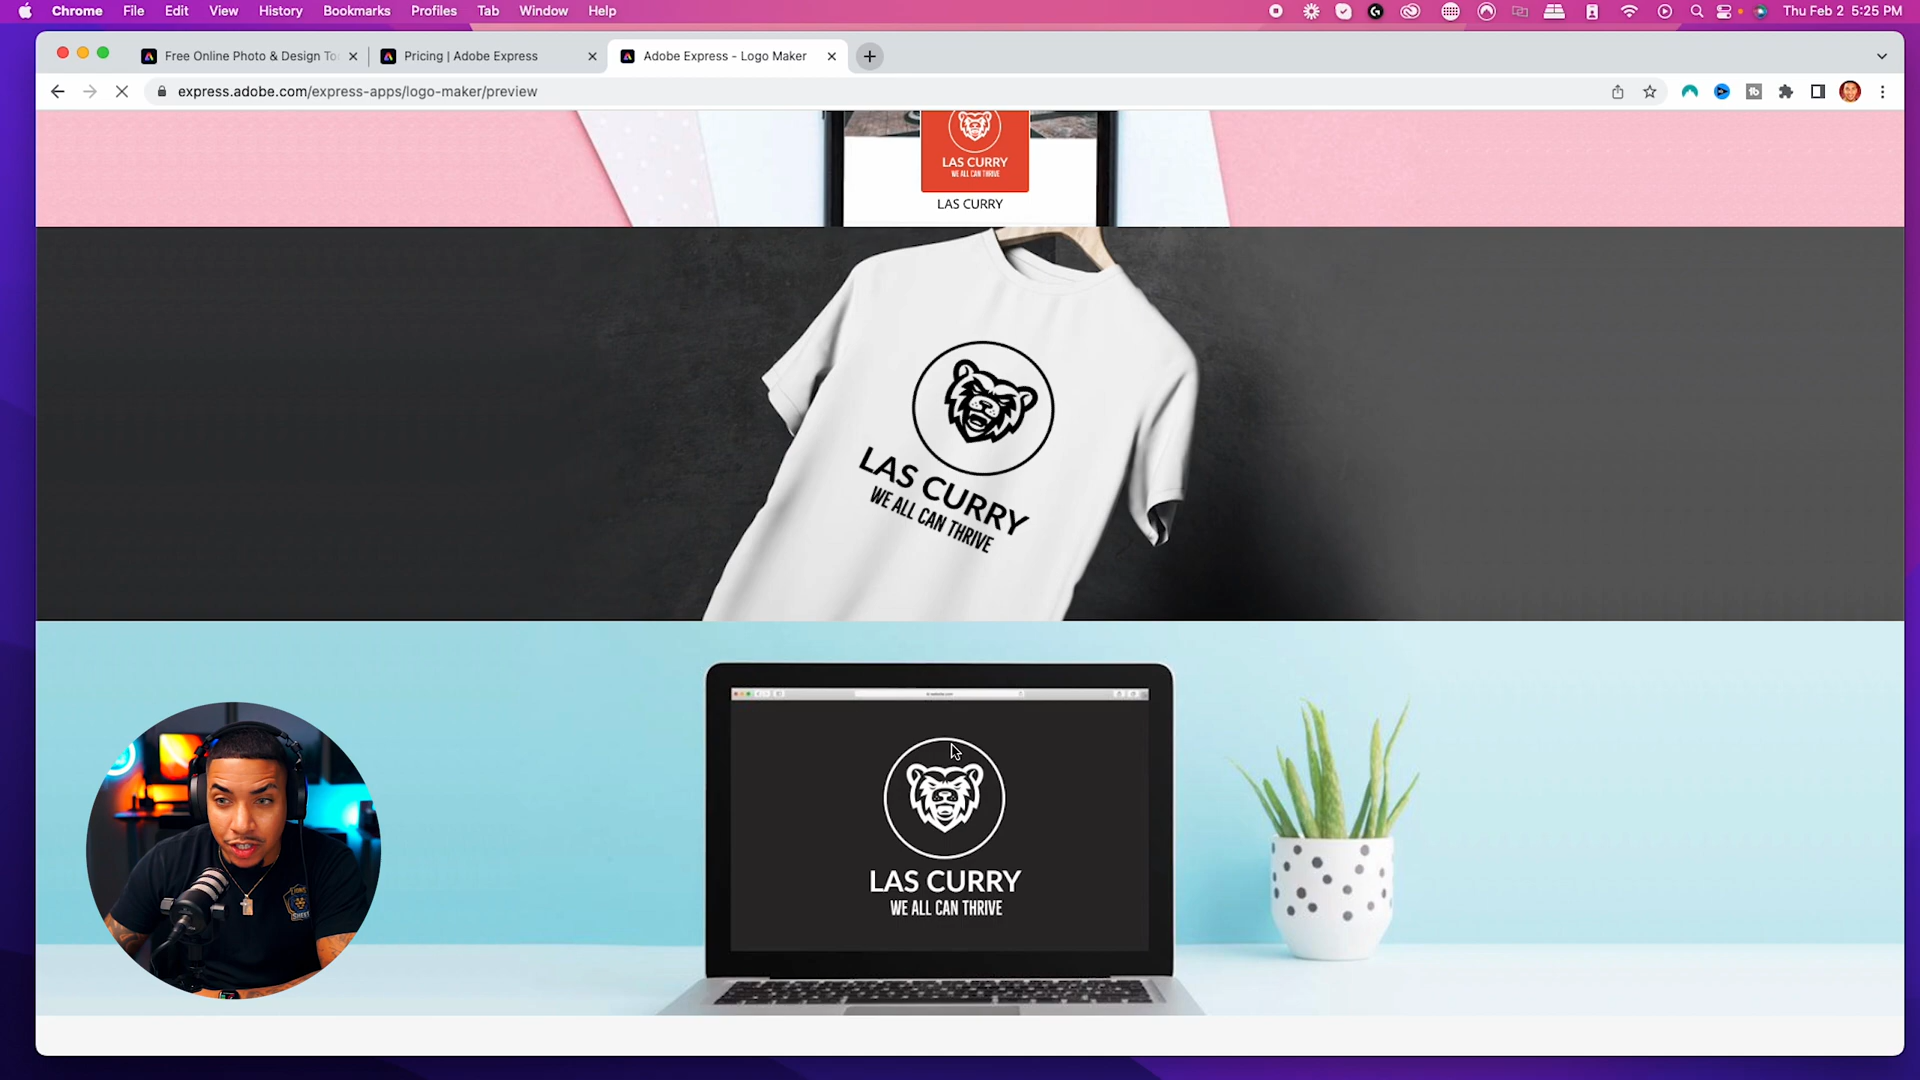 Chrome File Edit View History Bookmarks Profiles Tab Window Help Thu Feb 2 5:25 PM
Free Online Photo & Design To Pricing | Adobe Express Adobe Express - Logo Maker
express.adobe.com/express-apps/logo-maker/preview
LAS CURRY
WE ALL CAN THRIVE
LAS CURRY
LAS CURRY
WE ALL CAN THRIVE
LAS CURRY
WE ALL CAN THRIVE